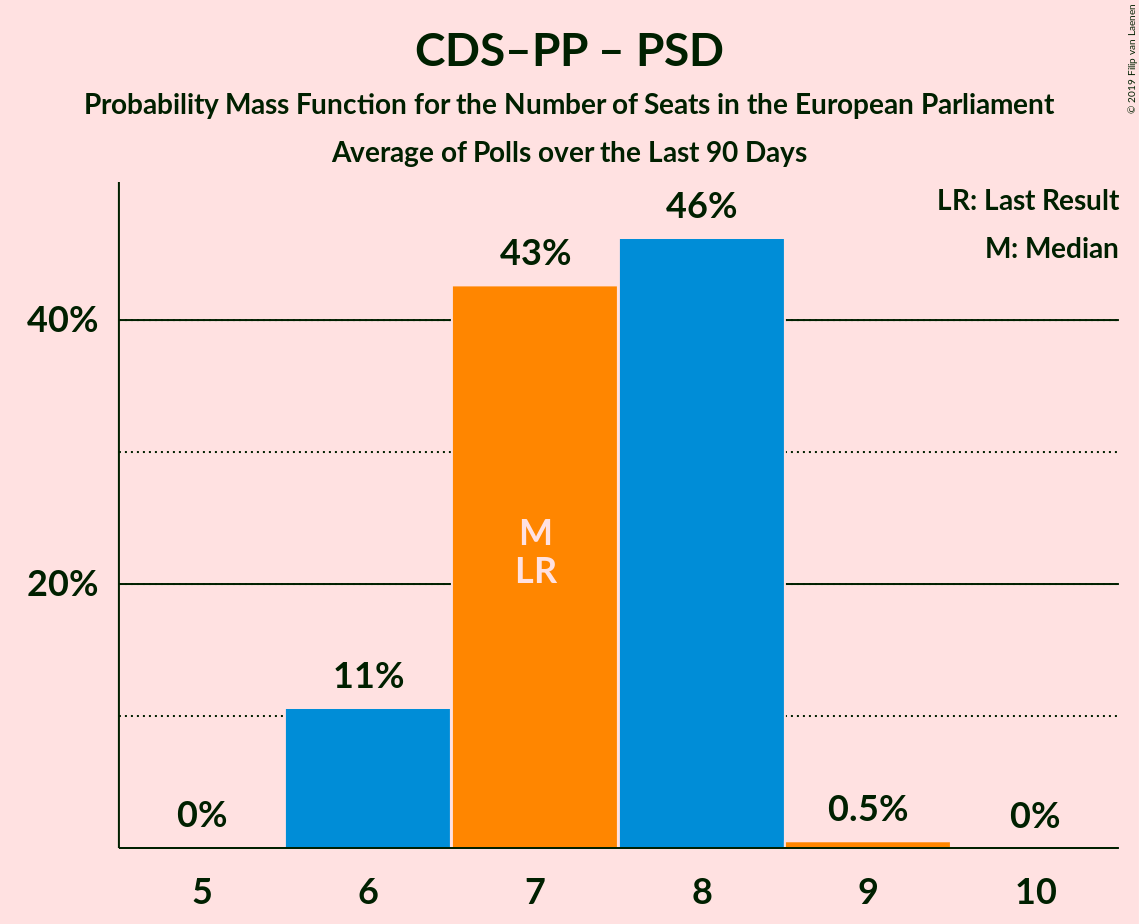 CDS–PP – PSD
Probability Mass Function for the Number of Seats in the European Parliament
Average of Polls over the Last 90 Days
© 2019 Filip van Laenen
LR: Last Result
M: Median
46%
43%
40%
M
LR
20%
11%
0%
0.5%
0%
5 6 7 8 9 10